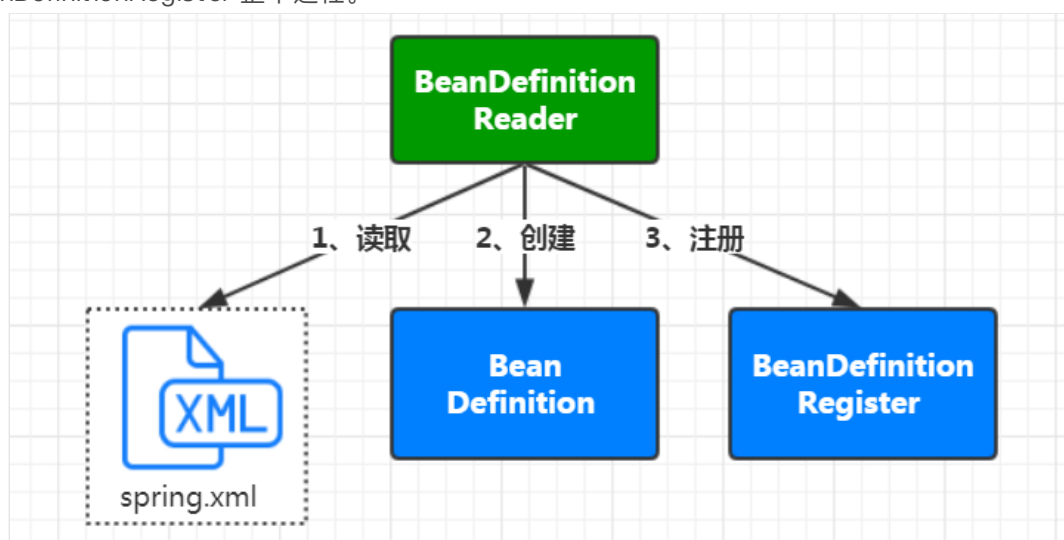 BeanDefinition
Reader
1、读取
2、创建
3、注册
XML
spring.xml
Bean
Definition
BeanDefinition
Register